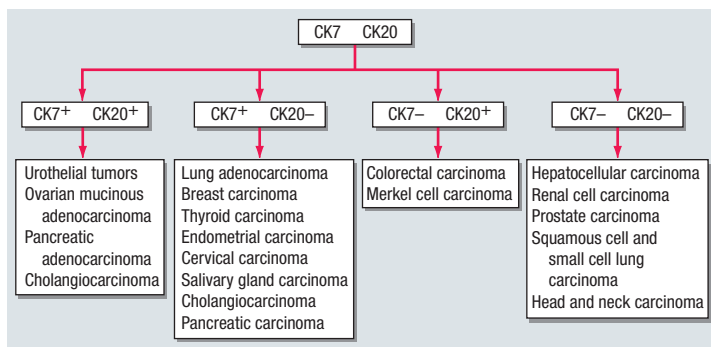 CK7 CK20
CK7+ CK20+
CK7+ CK20–
CK7– CK20+
CK7– CK20–
Urothelial tumors
Ovarian mucinous
adenocarcinoma
Pancreatic
adenocarcinoma
Cholangiocarcinoma
Lung adenocarcinoma
Breast carcinoma
Thyroid carcinoma
Endometrial carcinoma
Cervical carcinoma
Salivary gland carcinoma
Cholangiocarcinoma
Pancreatic carcinoma
Colorectal carcinoma
Merkel cell carcinoma
Hepatocellular carcinoma
Renal cell carcinoma
Prostate carcinoma
Squamous cell and
small cell lung
carcinoma
Head and neck carcinoma